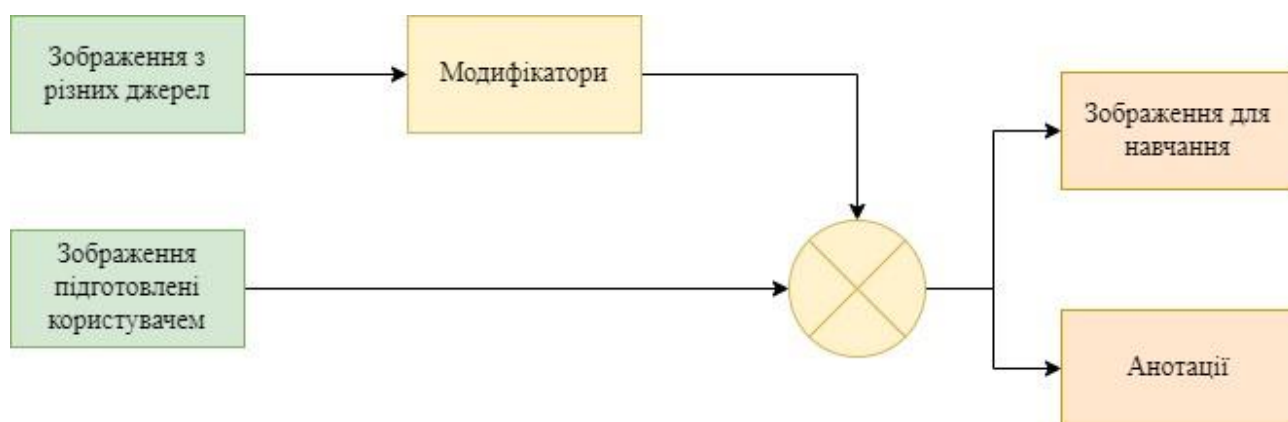 Зображення з
різних джерел
Модифікатори
Зображення для
навчання
Зображення
підготовлені
користувачем
Анотації